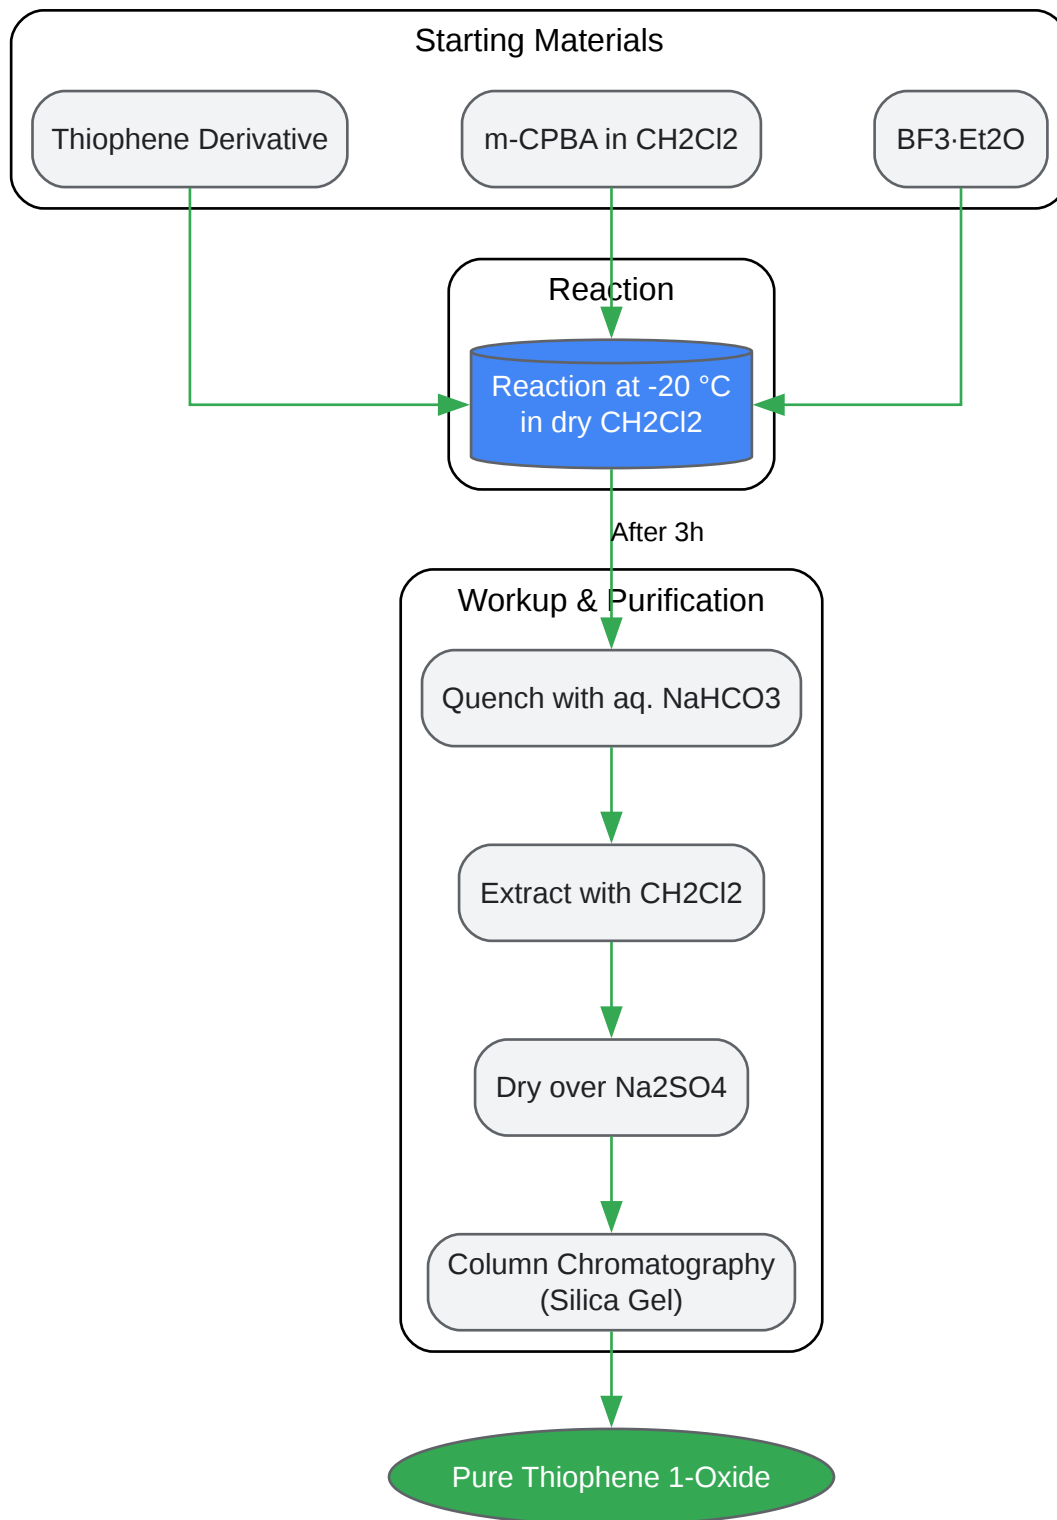 Starting Materials
Thiophene Derivative
m-CPBA in CH2Cl2
BF3·Et2O
Reaction
Reaction at -20 °C
in dry CH2Cl2
After 3h
Workup & Purification
Quench with aq. NaHCO3
Extract with CH2Cl2
Dry over Na2SO4
Column Chromatography
(Silica Gel)
Pure Thiophene 1-Oxide